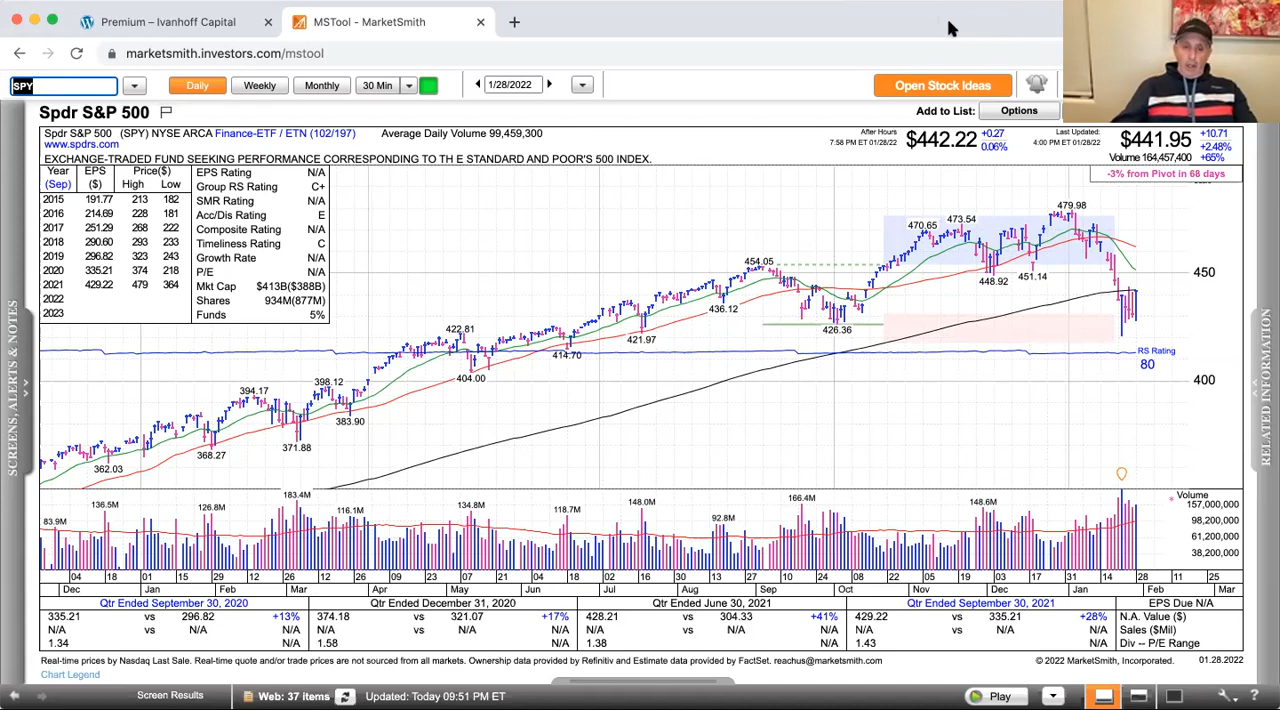 Premium – Ivanhoff Capital
MSTool – MarketSmith
marketsmith.investors.com/mstool
SPY
Daily
Weekly
Monthly
30 Min
1/28/2022
Open Stock Ideas
Spdr S&P 500
Add to List:
Options
Spdr S&P 500 (SPY) NYSE ARCA Finance-ETF / ETN (102/197) Average Daily Volume 99,459,300
www.spdrs.com
EXCHANGE-TRADED FUND SEEKING PERFORMANCE CORRESPONDING TO TH E STANDARD AND POOR'S 500 INDEX.
After Hours
7:58 PM ET 01/28/22
$442.22 +0.27
0.06%
Last Updated:
4:00 PM ET 01/28/22
$441.95 +10.71
+2.48%
Volume 164,457,400 +65%
-3% from Pivot in 68 days
Year EPS Price($)
(Sep) ($) High Low
2015 191.77 213 182
2016 214.69 228 181
2017 251.29 268 222
2018 290.60 293 233
2019 296.82 323 243
2020 335.21 374 218
2021 429.22 479 364
2022
2023
EPS Rating N/A
Group RS Rating C+
SMR Rating N/A
Acc/Dis Rating E
Composite Rating N/A
Timeliness Rating C
Growth Rate N/A
P/E N/A
Mkt Cap $413B($388B)
Shares 934M(877M)
Funds 5%
479.98
470.65
473.54
454.05
448.92
451.14
450
436.12
426.36
422.81
421.97
414.70
404.00
400
398.12
394.17
383.90
371.88
368.27
362.03
RS Rating
80
Volume
157,000,000
98,200,000
61,200,000
38,200,000
83.9M
136.5M
126.8M
183.4M
116.1M
134.8M
118.7M
148.0M
92.8M
166.4M
148.6M
04 18 01 15 29 12 26 12 26 09 23 07 21 04 18 02 16 30 13 27 10 24 08 22 05 19 03 17 31 14 28 11 25
Dec Jan Feb Mar Apr May Jun Jul Aug Sep Oct Nov Dec Jan Feb Mar
Qtr Ended September 30, 2020
335.21 vs 296.82 +13%
N/A vs N/A N/A
1.34 N/A
Qtr Ended December 31, 2020
374.18 vs 321.07 +17%
N/A vs N/A N/A
1.58 N/A
Qtr Ended June 30, 2021
428.21 vs 304.33 +41%
N/A vs N/A N/A
1.38 N/A
Qtr Ended September 30, 2021
429.22 vs 335.21 +28%
N/A vs N/A N/A
1.43 N/A
EPS Due N/A
N.A. Value ($)
Sales ($Mil)
Div -- P/E Range
Real-time prices by Nasdaq Last Sale. Real-time quote and/or trade prices are not sourced from all markets. Ownership data provided by Refinitiv and Estimate data provided by FactSet. reachus@marketsmith.com
© 2022 MarketSmith, Incorporated.
01.28.2022
Chart Legend
SCREENS, ALERTS & NOTES
RELATED INFORMATION
Screen Results
Web: 37 items
Updated: Today 09:51 PM ET
Play
?